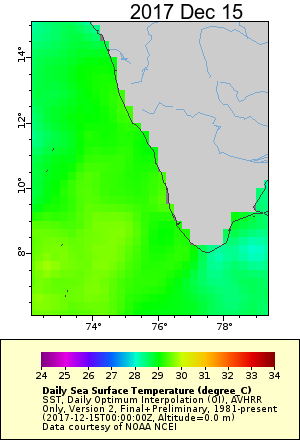 2017 Dec 15
14°
12°
10°
8°
74°
76°
78°
24 25 26 27 28 29 30 31 32 33 34
Daily Sea Surface Temperature (degree_C)
SST, Daily Optimum Interpolation (OI), AVHRR
Only, Version 2, Final+Preliminary, 1981-present
(2017-12-15T00:00:00Z, Altitude=0.0 m)
Data courtesy of NOAA NCEI